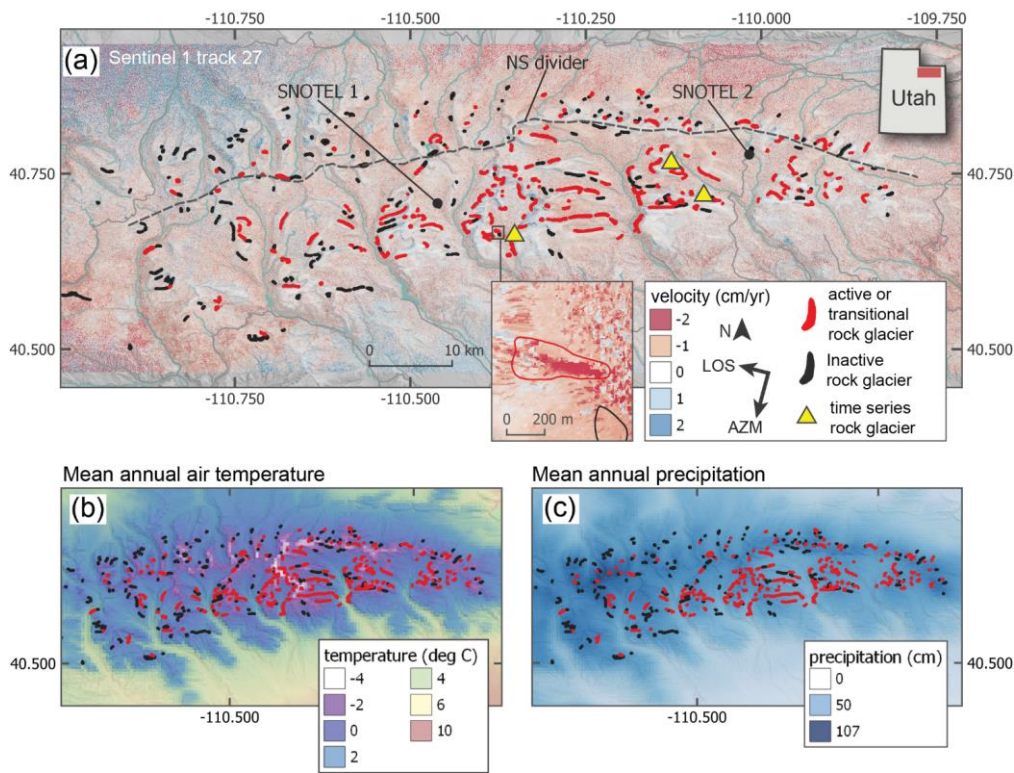 -110.750
-110.500
-110.250
-110.000
-109.750
(a)
Sentinel 1 track 27
NS divider
SNOTEL 1
SNOTEL 2
Utah
40.750
40.750
40.500
40.500
0
10 km
-110.750
-110.500
0
200 m
velocity (cm/yr)
-2
-1
0
1
2
N
LOS
AZM
active or
transitional
rock glacier
Inactive
rock glacier
time series
rock glacier
Mean annual air temperature
(b)
40.500
-110.500
temperature (deg C)
-4
-2
0
2
4
6
10
Mean annual precipitation
(c)
40.500
-110.500
precipitation (cm)
0
50
107